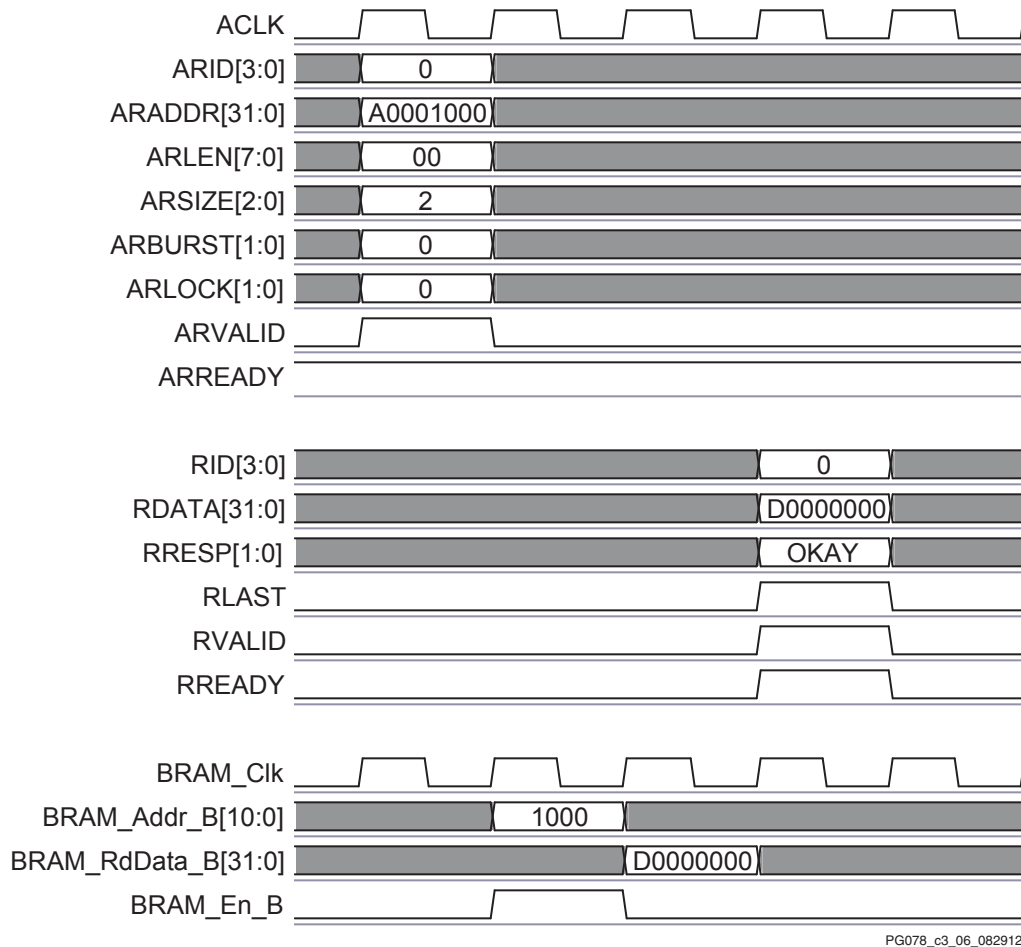 ACLK
ARID[3:0] 0
ARADDR[31:0] A0001000
ARLEN[7:0] 00
ARSIZE[2:0] 2
ARBURST[1:0] 0
ARLOCK[1:0] 0
ARVALID
ARREADY
RID[3:0] 0
RDATA[31:0] D0000000
RRESP[1:0] OKAY
RLAST
RVALID
RREADY
BRAM_Clk
BRAM_Addr_B[10:0] 1000
BRAM_RdData_B[31:0] D0000000
BRAM_En_B
PG078_c3_06_082912